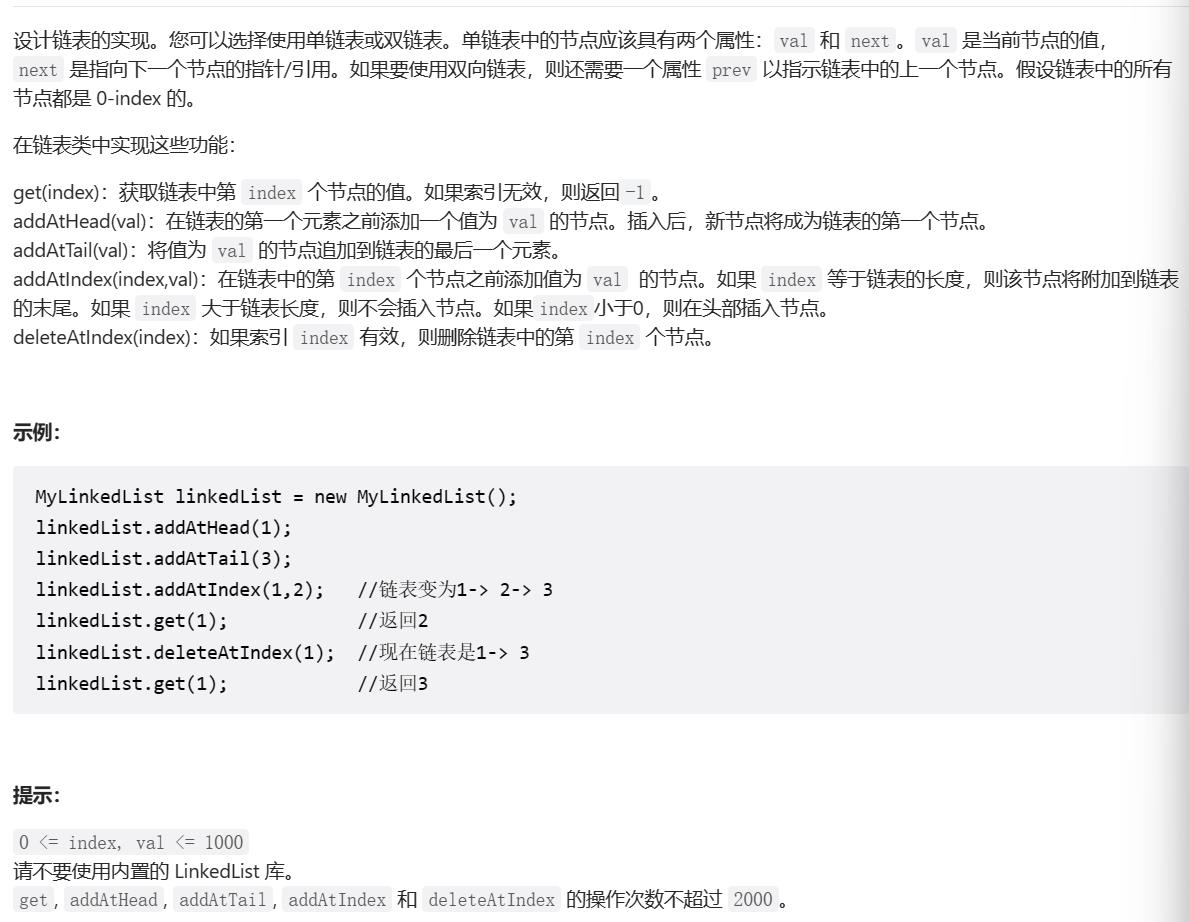 设计链表的实现。您可以选择使用单链表或双链表。单链表中的节点应该具有两个属性：val 和 next。val 是当前节点的值，
next 是指向下一个节点的指针/引用。如果要使用双向链表，则还需要一个属性 prev 以指示链表中的上一个节点。假设链表中的所有
节点都是 0-index 的。
在链表类中实现这些功能：
get(index)：获取链表中第 index 个节点的值。如果索引无效，则返回-1。
addAtHead(val)：在链表的第一个元素之前添加一个值为 val 的节点。插入后，新节点将成为链表的第一个节点。
addAtTail(val)：将值为 val 的节点追加到链表的最后一个元素。
addAtIndex(index,val)：在链表中的第 index 个节点之前添加值为 val 的节点。如果 index 等于链表的长度，则该节点将附加到链表
的末尾。如果 index 大于链表长度，则不会插入节点。如果index小于0，则在头部插入节点。
deleteAtIndex(index)：如果索引 index 有效，则删除链表中的第 index 个节点。
示例：
MyLinkedList linkedList = new MyLinkedList();
linkedList.addAtHead(1);
linkedList.addAtTail(3);
linkedList.addAtIndex(1,2);   //链表变为1-> 2-> 3
linkedList.get(1);            //返回2
linkedList.deleteAtIndex(1);  //现在链表是1-> 3
linkedList.get(1);            //返回3
提示：
0 <= index, val <= 1000
请不要使用内置的 LinkedList 库。
get, addAtHead, addAtTail, addAtIndex 和 deleteAtIndex 的操作次数不超过 2000。